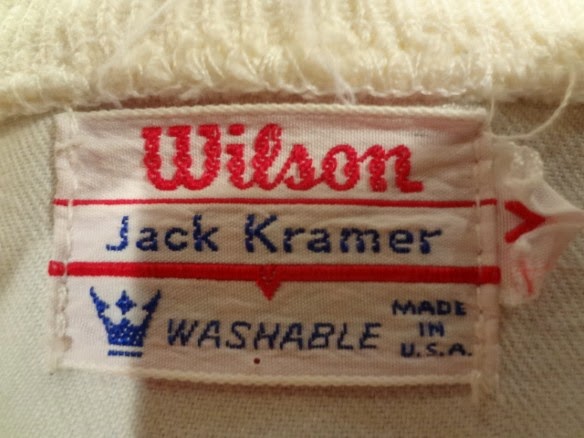 Wilson
Jack Kramer
WASHABLE
MADE
IN
U.S.A.